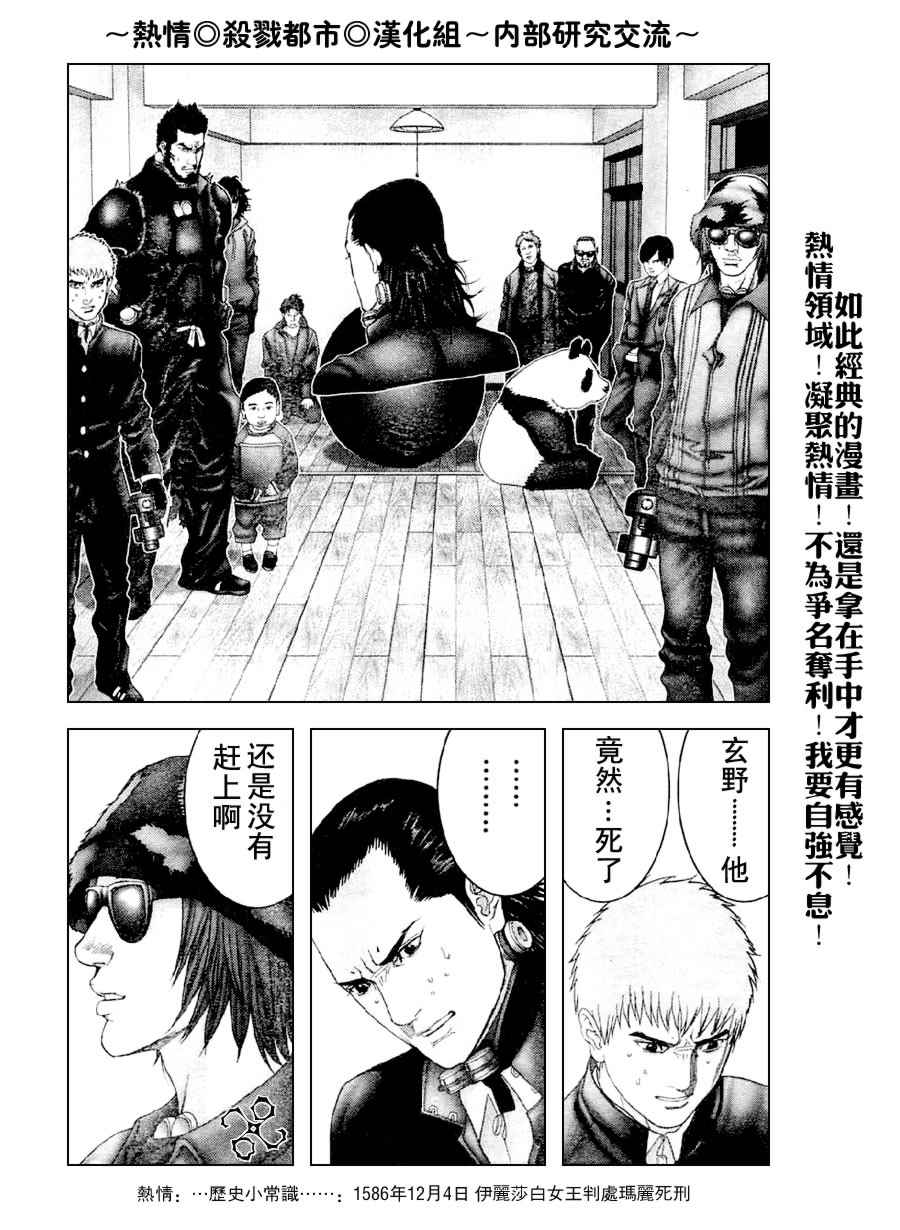 ～熱情◎殺戮都市◎漢化組～内部研究交流～
如此經典的漫畫！還是拿在手中才更有感覺！
熱情領域！凝聚熱情！不為爭名奪利！我要自強不息！
玄野………他
竟然…死了
……
…………
还是没有
赶上啊
熱情：…歷史小常識……：1586年12月4日 伊麗莎白女王判處瑪麗死刑